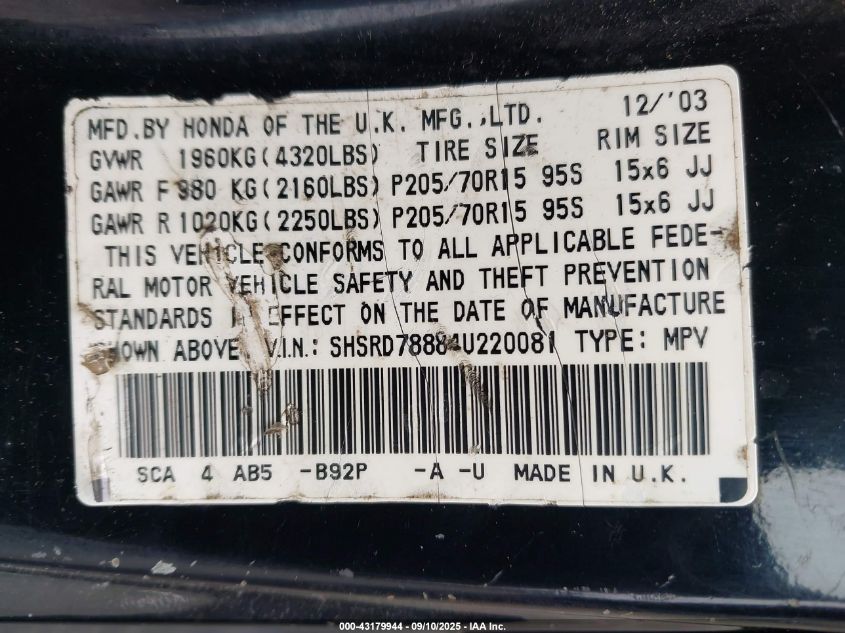 MFD.BY HONDA OF THE U.K. MFG.,LTD. 12/'03
GVWR 1960KG(4320LBS) TIRE SIZE RIM SIZE
GAWR F 980 KG(2160LBS) P205/70R15 95S 15x6 JJ
GAWR R 1020KG(2250LBS) P205/70R15 95S 15x6 JJ
THIS VEHICLE CONFORMS TO ALL APPLICABLE FEDE-
RAL MOTOR VEHICLE SAFETY AND THEFT PREVENTION
STANDARDS IN EFFECT ON THE DATE OF MANUFACTURE
SHOWN ABOVE. V.I.N.: SHSRD78884U220081 TYPE: MPV
SCA 4 AB5 -B92P -A -U MADE IN U.K.
000-43179944 - 09/10/2025 - IAA Inc.